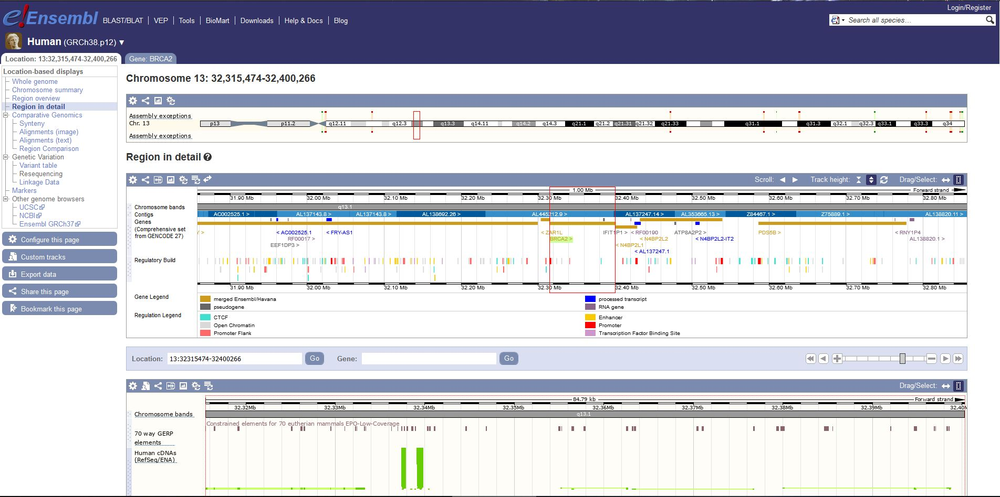 e!Ensembl BLAST/BLAT | VEP | Tools | BioMart | Downloads | Help & Docs | Blog
Login/Register
Search all species…
Human (GRCh38.p12) ▼
Location: 13:32,315,474-32,400,266
Gene: BRCA2
Location-based displays
Whole genome
Chromosome summary
Region overview
Region in detail
Comparative Genomics
Synteny
Alignments (image)
Alignments (text)
Region Comparison
Genetic Variation
Variant table
Resequencing
Linkage Data
Markers
Other genome browsers
UCSC
NCBI
Ensembl GRCh37
Configure this page
Custom tracks
Export data
Share this page
Bookmark this page
Chromosome 13: 32,315,474-32,400,266
Assembly exceptions
Chr. 13
p13 p11.2 q12.11 q12.3 q13.3 q14.11 q14.2 q14.3 q21.1 q21.2 q21.31 q21.32 q21.33 q31.1 q31.3 q32.1 q32.3 q33.1 q33.3 q34
Assembly exceptions
Region in detail
Scroll: Track height: Drag/Select:
1.00 Mb Forward strand
31.90 Mb 32.00 Mb 32.10 Mb 32.20 Mb 32.30 Mb 32.40 Mb 32.50 Mb 32.60 Mb 32.70 Mb 32.80 Mb
Chromosome bands q13.1
Contigs AC002525.1 > AL137143.8 > AL137143.8 > AL138692.26 > AL445212.9 > AL137247.14 > AL353665.13 > Z84467.1 > Z75889.1 > AL138820.11 >
Genes
(Comprehensive set
from GENCODE 27)
< AC002525.1 < FRY-AS1 < ZAR1L IFIT1P1 > < RF00190 ATP8A2P2 > PDS5B > < RNY1P4
RF00017 > BRCA2 > < N4BP2L2 < N4BP2L2-IT2 AL138820.1 >
EEF1DP3 > < N4BP2L1
< AL137247.1
Regulatory Build
31.90 Mb 32.00 Mb 32.10 Mb 32.20 Mb 32.30 Mb 32.40 Mb 32.50 Mb 32.60 Mb 32.70 Mb 32.80 Mb
Gene Legend
merged Ensembl/Havana processed transcript
pseudogene RNA gene
Regulation Legend
CTCF Enhancer
Open Chromatin Promoter
Promoter Flank Transcription Factor Binding Site
Location: 13:32315474-32400266 Go Gene: Go
Drag/Select:
84.79 kb Forward strand
32.32Mb 32.33Mb 32.34Mb 32.35Mb 32.36Mb 32.37Mb 32.38Mb 32.39Mb 32.40M
Chromosome bands q13.1
Constrained elements for 70 eutherian mammals EPO-Low-Coverage
70 way GERP
elements
Human cDNAs
(RefSeq/ENA)